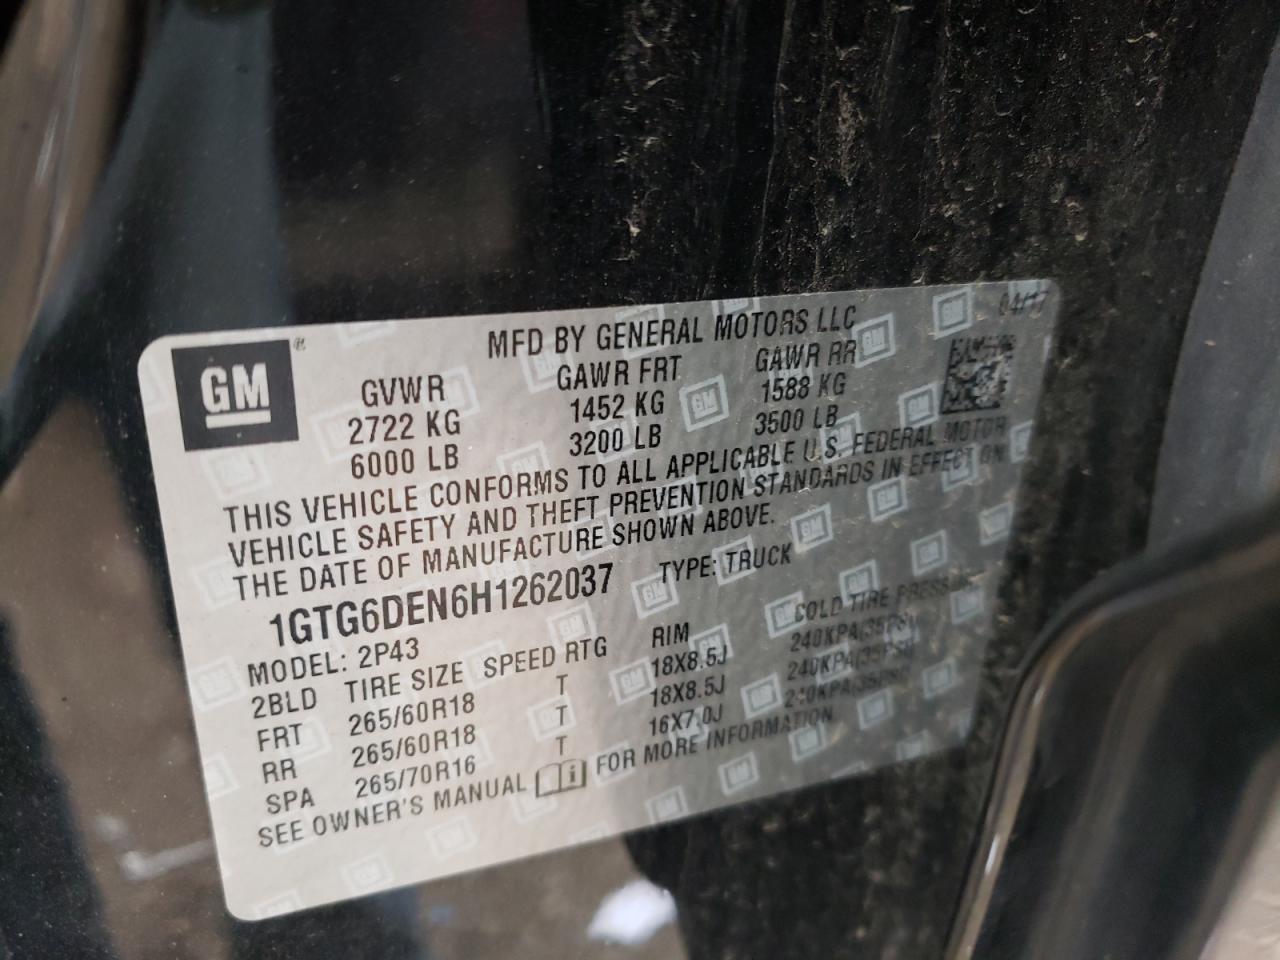 GM ®
MFD BY GENERAL MOTORS LLC 04/17
GVWR GAWR FRT GAWR RR
2722 KG 1452 KG 1588 KG
6000 LB 3200 LB 3500 LB
THIS VEHICLE CONFORMS TO ALL APPLICABLE U.S. FEDERAL MOTOR
VEHICLE SAFETY AND THEFT PREVENTION STANDARDS IN EFFECT ON
THE DATE OF MANUFACTURE SHOWN ABOVE.
1GTG6DEN6H1262037 TYPE: TRUCK
MODEL: 2P43
2BLD TIRE SIZE SPEED RTG RIM COLD TIRE
FRT 265/60R18 T 18X8.5J 240KPA(35PSI)
RR 265/60R18 T 18X8.5J 240KPA(35PSI)
SPA 265/70R16 T 16X7.0J 240KPA(35PSI)
SEE OWNER'S MANUAL FOR MORE INFORMATION